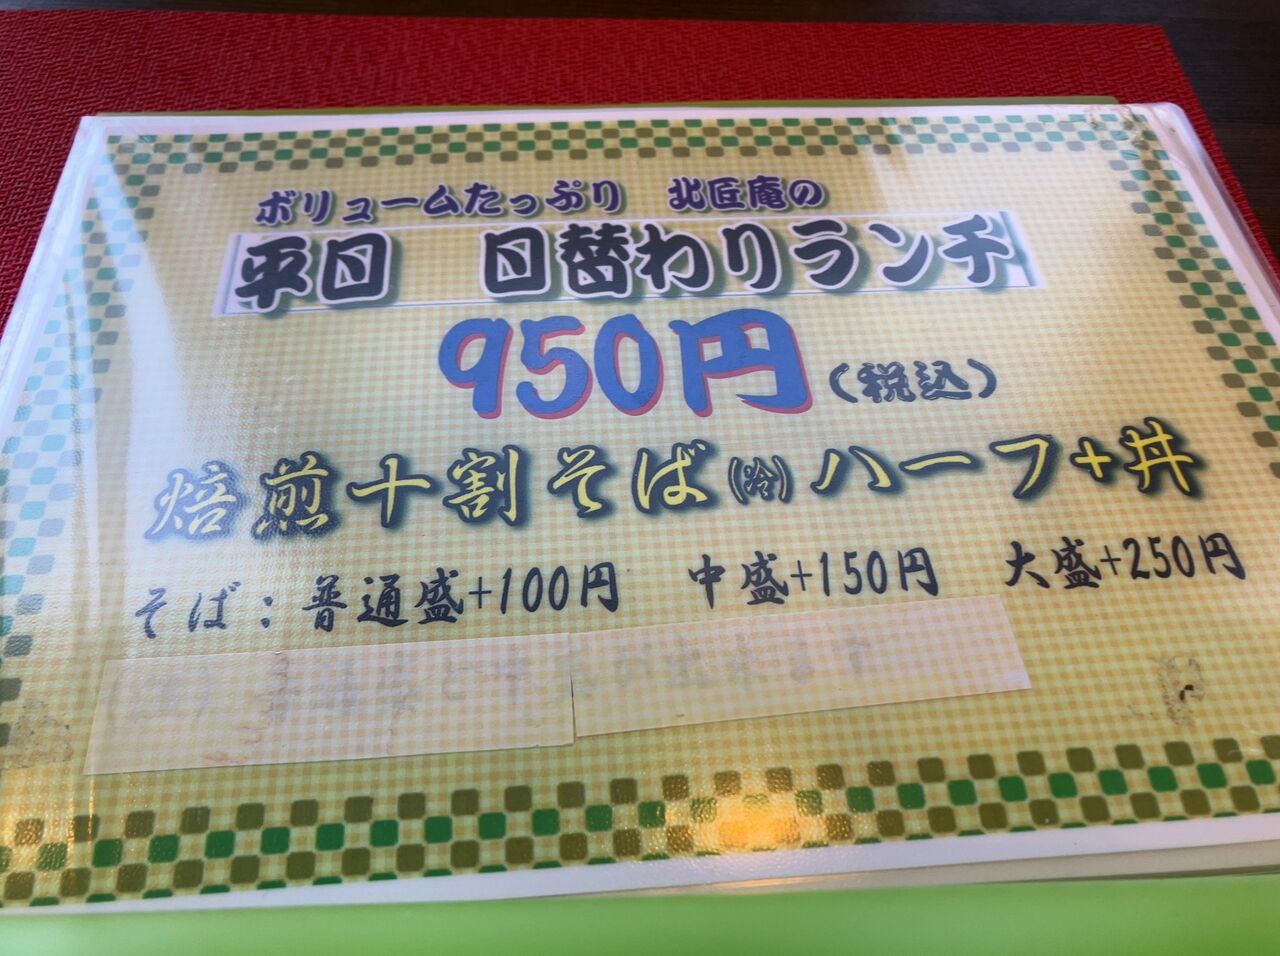 ボリュームたっぷり 北匠庵の
平日 日替わりランチ
950円(税込)
焙煎十割そば(冷)ハーフ+丼
そば:普通盛+100円 中盛+150円 大盛+250円